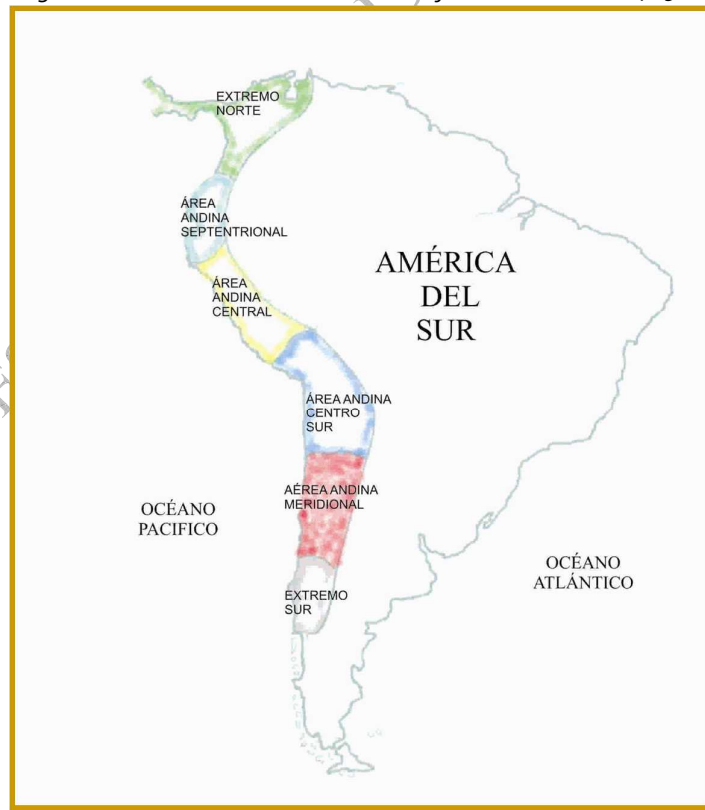 EXTREMO
NORTE
ÁREA
ANDINA
SEPTENTRIONAL
ÁREA
ANDINA
CENTRAL
AMÉRICA
DEL
SUR
ÁREA ANDINA
CENTRO
SUR
AÉREA ANDINA
MERIDIONAL
OCÉANO
PACIFICO
OCÉANO
ATLÁNTICO
EXTREMO
SUR